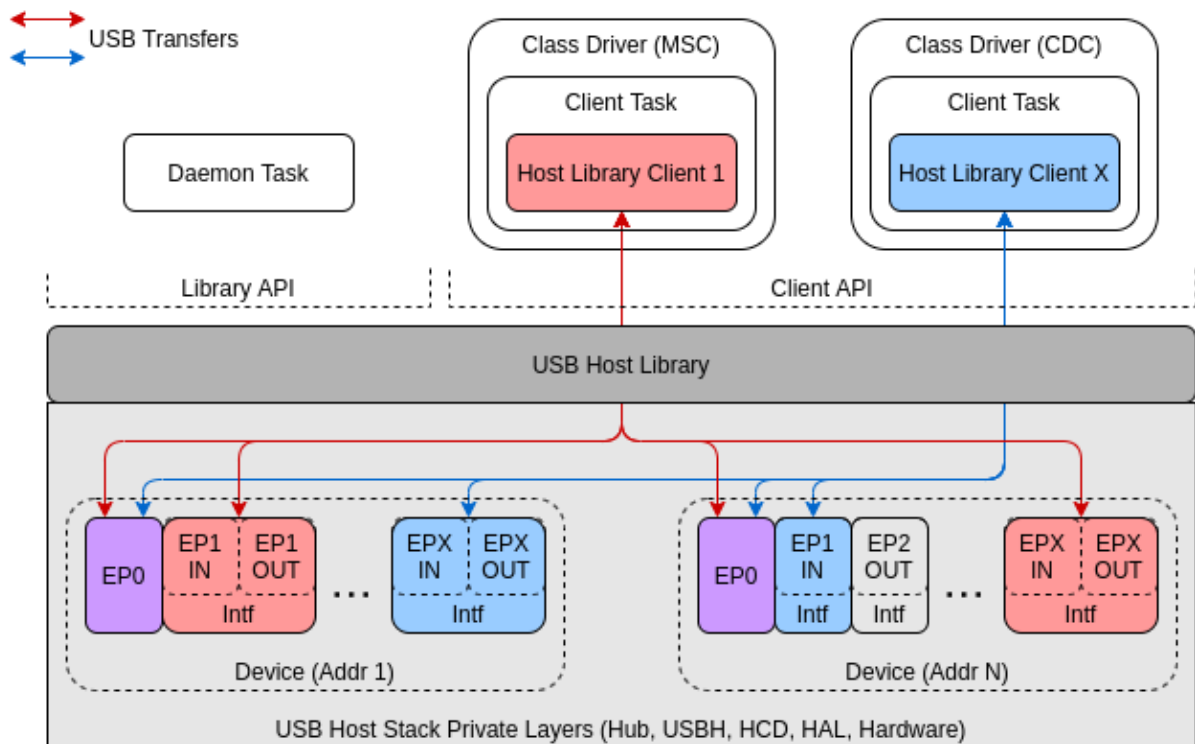 USB Transfers
Class Driver (MSC)
Class Driver (CDC)
Client Task
Client Task
Daemon Task
Host Library Client 1
Host Library Client X
Library API
Client API
USB Host Library
EP0
EP1
IN
EP1
OUT
Intf
...
EPX
IN
EPX
OUT
Intf
Device (Addr 1)
EP0
EP1
IN
Intf
EP2
OUT
Intf
...
EPX
IN
EPX
OUT
Intf
Device (Addr N)
USB Host Stack Private Layers (Hub, USBH, HCD, HAL, Hardware)